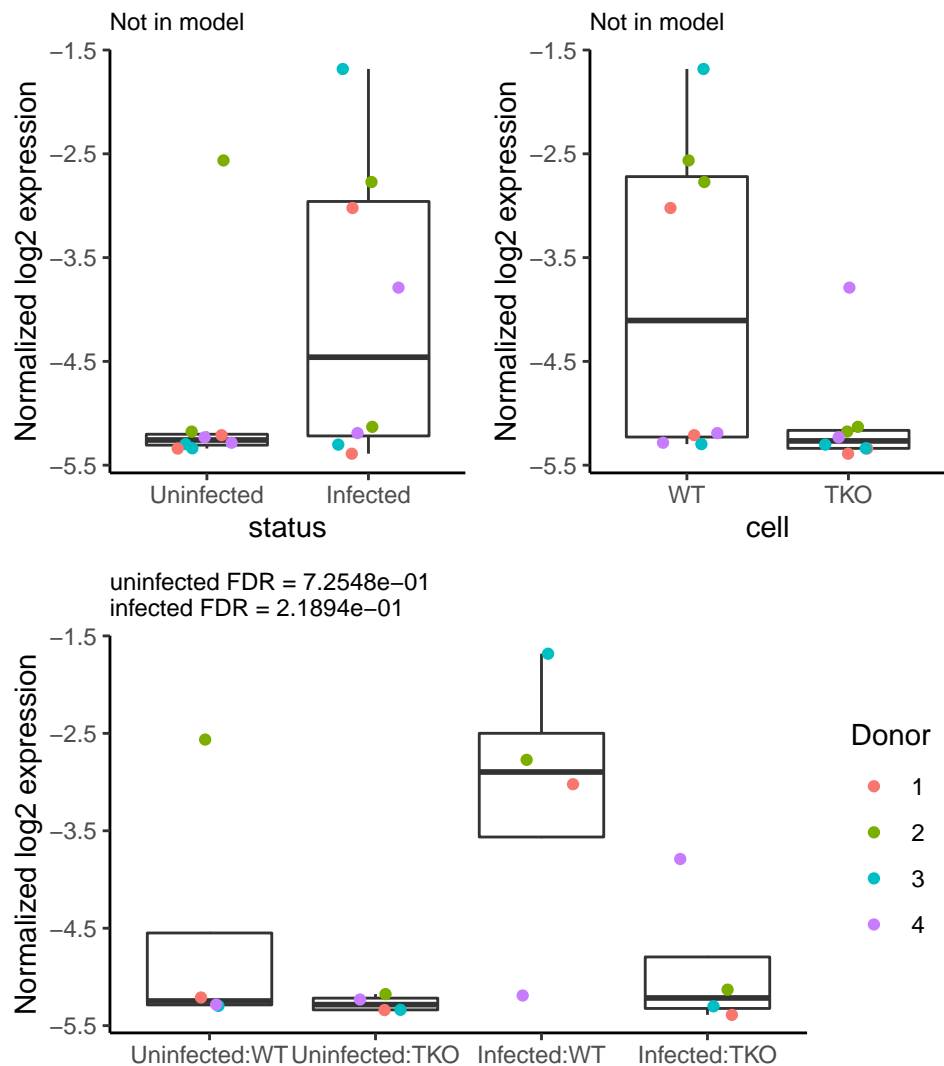 Not in model
Normalized log2 expression
−1.5
−2.5
−3.5
−4.5
−5.5
Uninfected Infected
status
Not in model
Normalized log2 expression
−1.5
−2.5
−3.5
−4.5
−5.5
WT TKO
cell
uninfected FDR = 7.2548e−01
infected FDR = 2.1894e−01
Normalized log2 expression
−1.5
−2.5
−3.5
−4.5
−5.5
Uninfected:WT Uninfected:TKO Infected:WT Infected:TKO
Donor
1
2
3
4